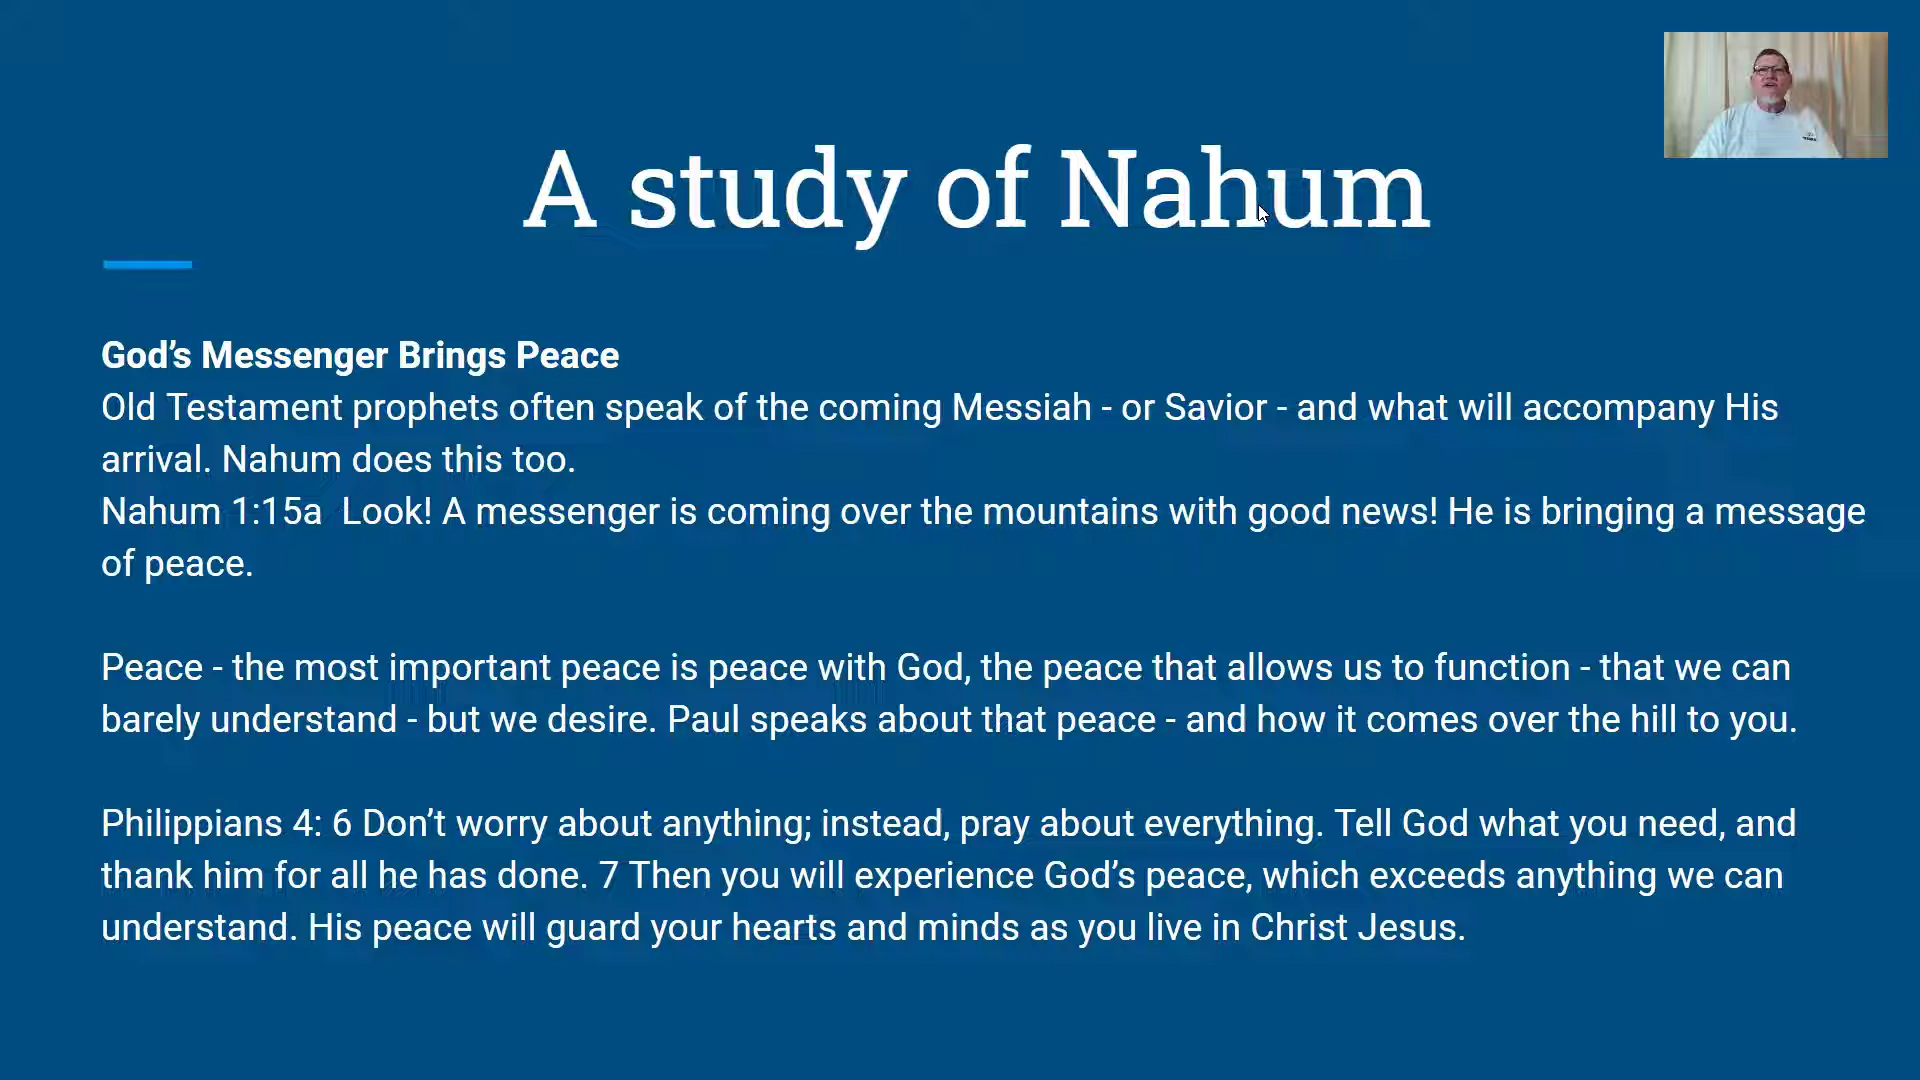 A study of Nahum
God’s Messenger Brings Peace
Old Testament prophets often speak of the coming Messiah - or Savior - and what will accompany His
arrival. Nahum does this too.
Nahum 1:15a  Look! A messenger is coming over the mountains with good news! He is bringing a message
of peace.
Peace - the most important peace is peace with God, the peace that allows us to function - that we can
barely understand - but we desire. Paul speaks about that peace - and how it comes over the hill to you.
Philippians 4: 6 Don’t worry about anything; instead, pray about everything. Tell God what you need, and
thank him for all he has done. 7 Then you will experience God’s peace, which exceeds anything we can
understand. His peace will guard your hearts and minds as you live in Christ Jesus.